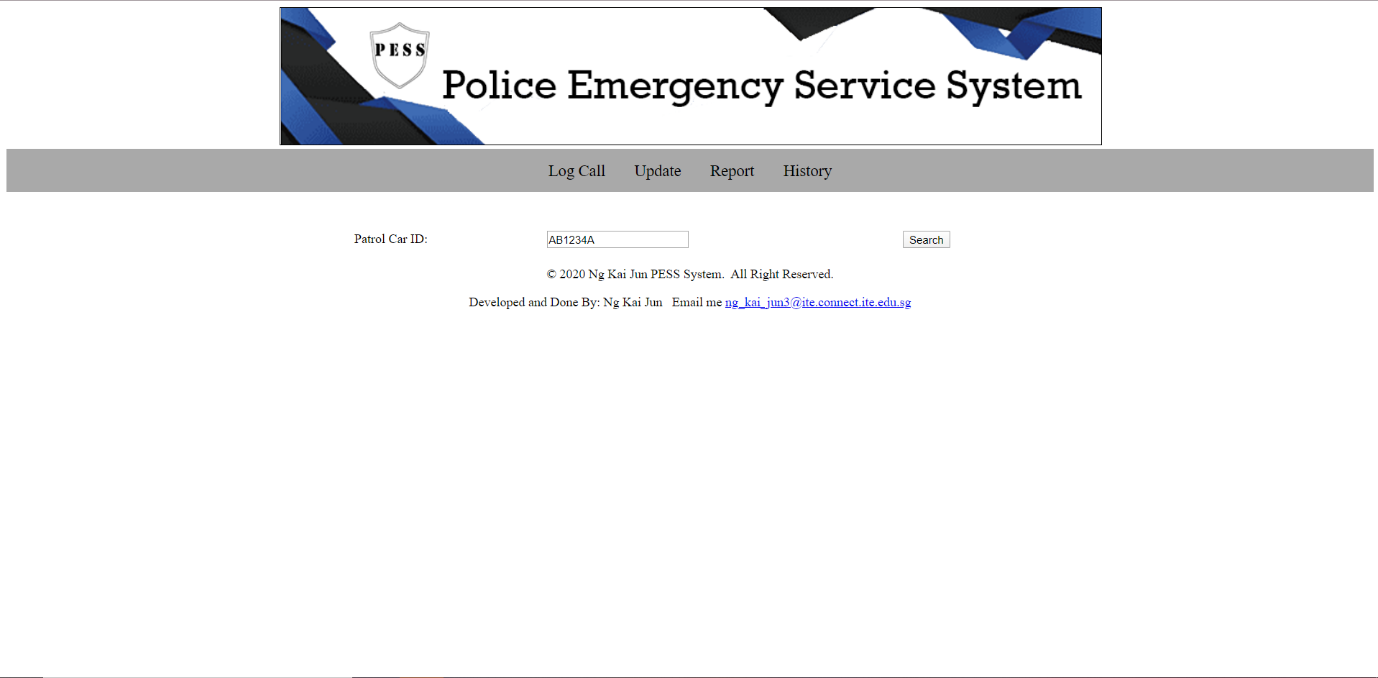 PESS
Police Emergency Service System
Log Call Update Report History
Patrol Car ID: AB1234A Search
© 2020 Ng Kai Jun PESS System. All Right Reserved.
Developed and Done By: Ng Kai Jun Email me ng_kai_jun3@ite.connect.ite.edu.sg